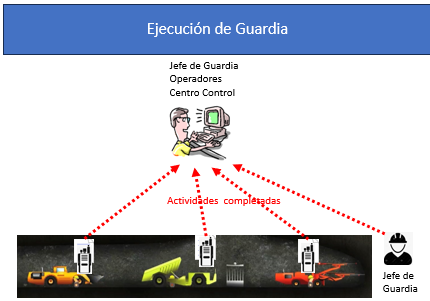 Ejecución de Guardia
Jefe de Guardia
Operadores
Centro Control
Actividades completadas
Jefe de
Guardia